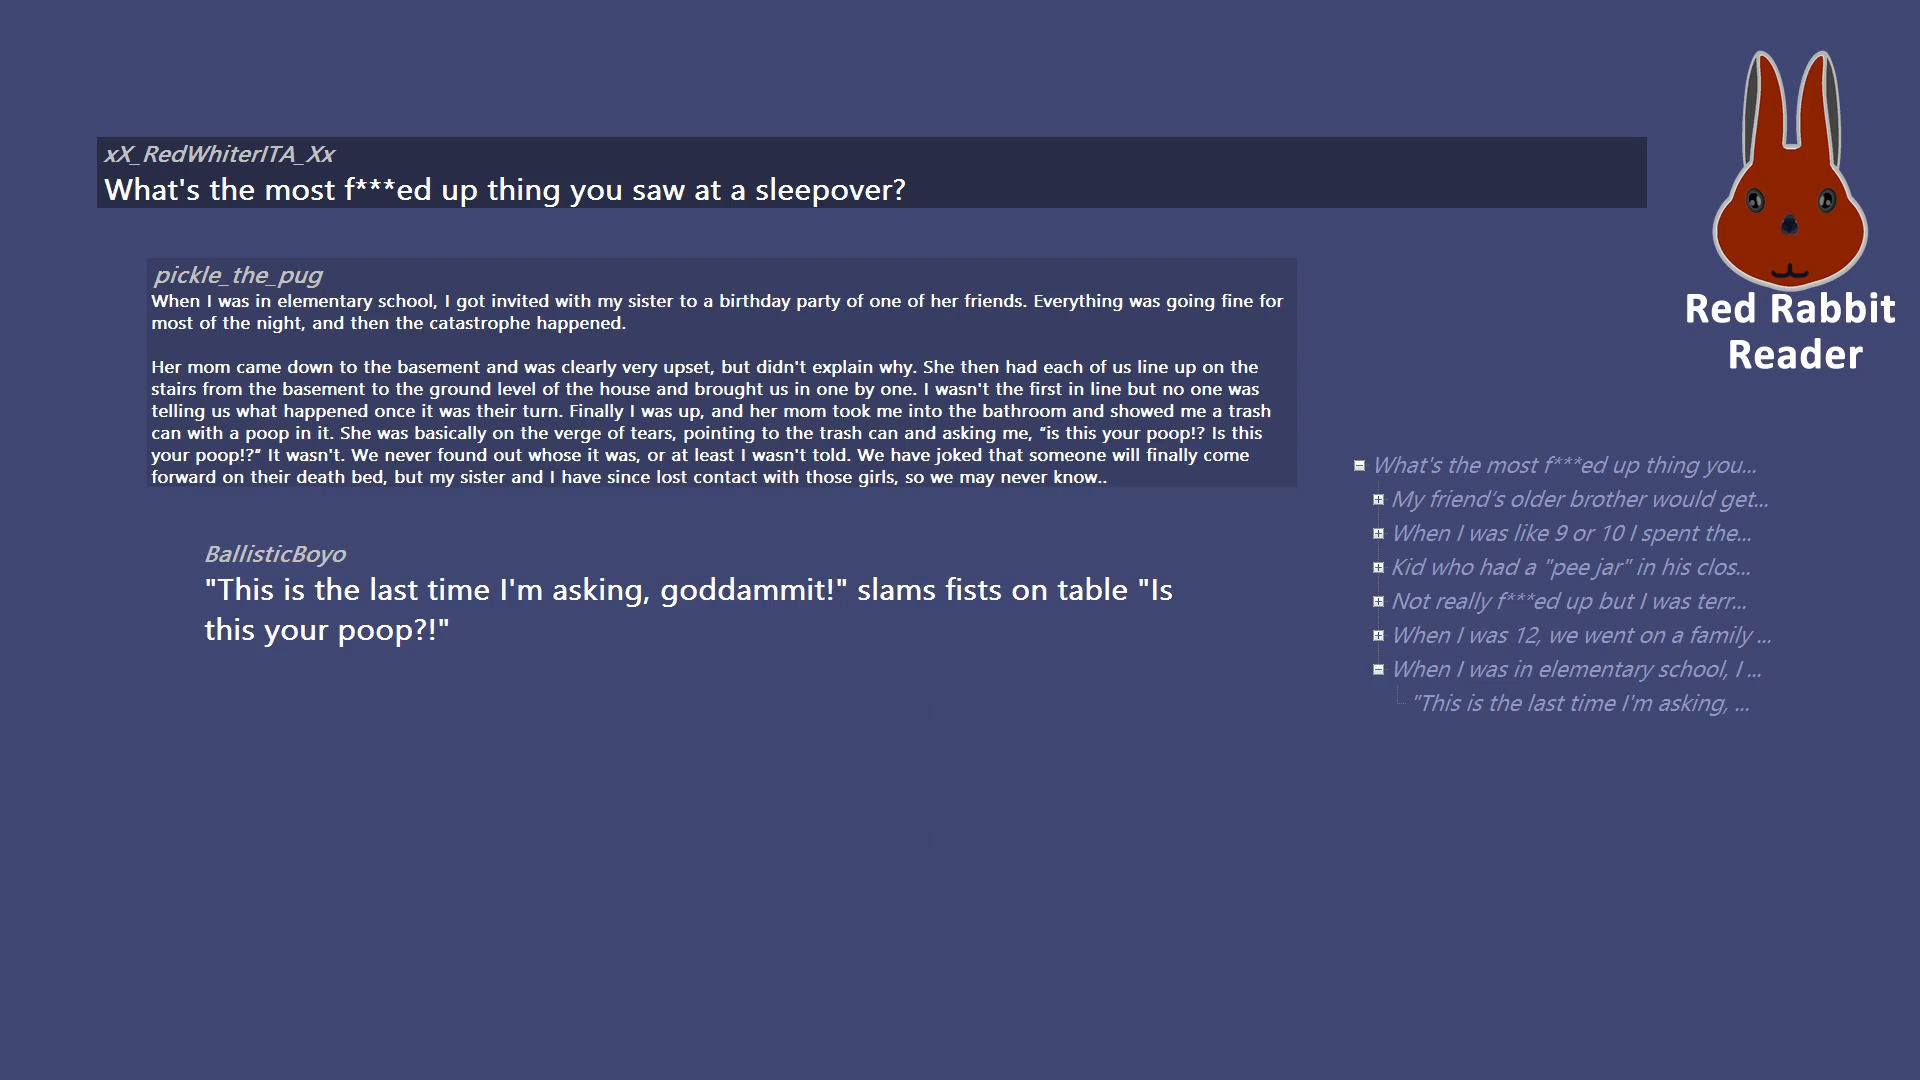 xX_RedWhiterITA_Xx
What's the most f***ed up thing you saw at a sleepover?
pickle_the_pug
When I was in elementary school, I got invited with my sister to a birthday party of one of her friends. Everything was going fine for
most of the night, and then the catastrophe happened.
Her mom came down to the basement and was clearly very upset, but didn't explain why. She then had each of us line up on the
stairs from the basement to the ground level of the house and brought us in one by one. I wasn't the first in line but no one was
telling us what happened once it was their turn. Finally I was up, and her mom took me into the bathroom and showed me a trash
can with a poop in it. She was basically on the verge of tears, pointing to the trash can and asking me, “is this your poop!? Is this
your poop!?” It wasn't. We never found out whose it was, or at least I wasn't told. We have joked that someone will finally come
forward on their death bed, but my sister and I have since lost contact with those girls, so we may never know..
BallisticBoyo
"This is the last time I'm asking, goddammit!" slams fists on table "Is
this your poop?!"
Red Rabbit
Reader
What's the most f***ed up thing you...
My friend’s older brother would get...
When I was like 9 or 10 I spent the...
Kid who had a "pee jar" in his clos...
Not really f***ed up but I was terr...
When I was 12, we went on a family ...
When I was in elementary school, I ...
"This is the last time I'm asking, ...